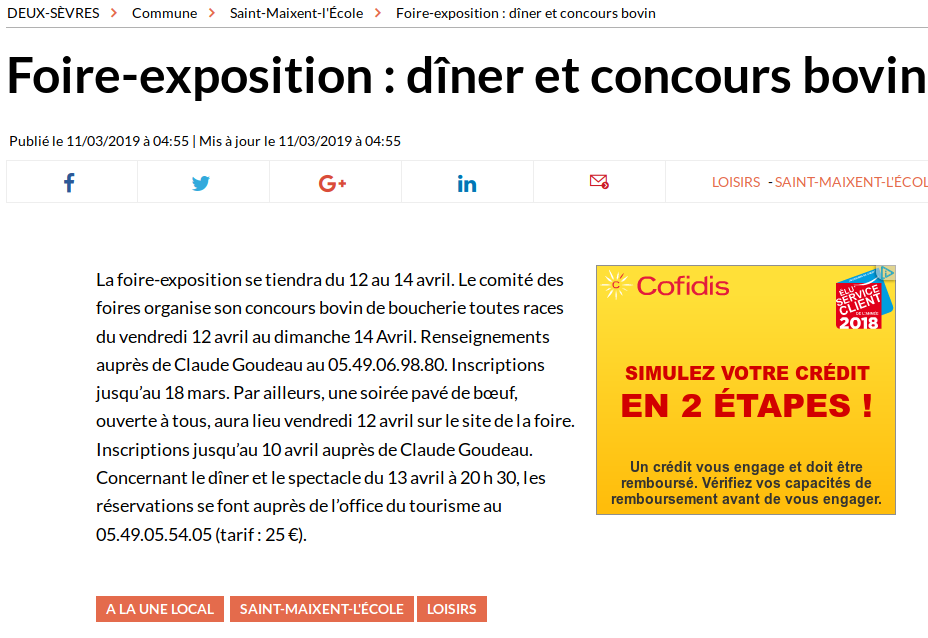 DEUX-SÈVRES > Commune > Saint-Maixent-l'École > Foire-exposition : dîner et concours bovin
Foire-exposition : dîner et concours bovin
Publié le 11/03/2019 à 04:55 | Mis à jour le 11/03/2019 à 04:55
f G+ in LOISIRS - SAINT-MAIXENT-L'ÉCOL
La foire-exposition se tiendra du 12 au 14 avril. Le comité des
foires organise son concours bovin de boucherie toutes races
du vendredi 12 avril au dimanche 14 Avril. Renseignements
auprès de Claude Goudeau au 05.49.06.98.80. Inscriptions
jusqu’au 18 mars. Par ailleurs, une soirée pavé de bœuf,
ouverte à tous, aura lieu vendredi 12 avril sur le site de la foire.
Inscriptions jusqu’au 10 avril auprès de Claude Goudeau.
Concernant le dîner et le spectacle du 13 avril à 20 h 30, les
réservations se font auprès de l’office du tourisme au
05.49.05.54.05 (tarif : 25 €).
Cofidis
ÉLU
SERVICE
CLIENT
DE L'ANNÉE
2018
SIMULEZ VOTRE CRÉDIT
EN 2 ÉTAPES !
Un crédit vous engage et doit être
remboursé. Vérifiez vos capacités de
remboursement avant de vous engager.
A LA UNE LOCAL SAINT-MAIXENT-L'ÉCOLE LOISIRS